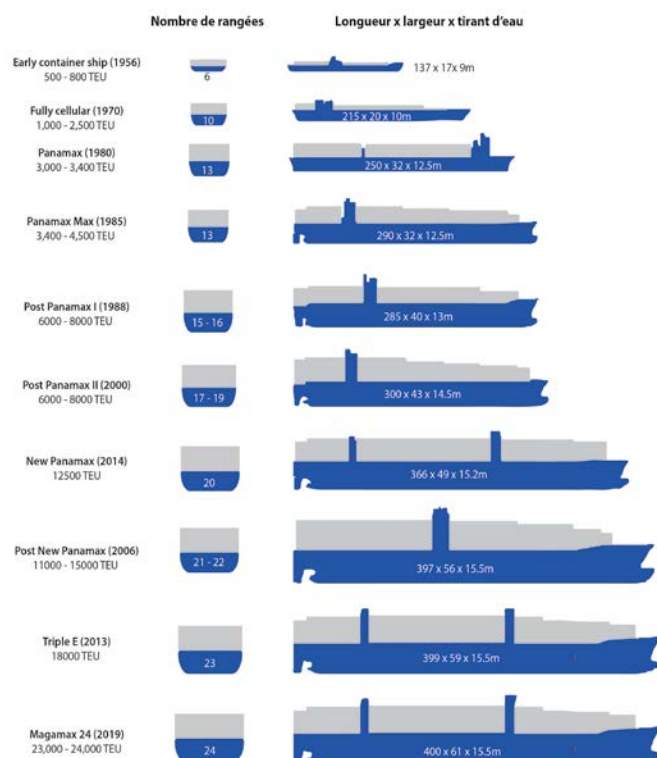 Nombre de rangées
Longueur x largeur x tirant d'eau
Early container ship (1956)
500 - 800 TEU
6
137 x 17x 9m
Fully cellular (1970)
1,000 - 2,500 TEU
10
215 x 20 x 10m
Panamax (1980)
3,000 - 3,400 TEU
13
250 x 32 x 12.5m
Panamax Max (1985)
3,400 - 4,500 TEU
13
290 x 32 x 12.5m
Post Panamax I (1988)
6000 - 8000 TEU
15 - 16
285 x 40 x 13m
Post Panamax II (2000)
6000 - 8000 TEU
17 - 19
300 x 43 x 14.5m
New Panamax (2014)
12500 TEU
20
366 x 49 x 15.2m
Post New Panamax (2006)
11000 - 15000 TEU
21 - 22
397 x 56 x 15.5m
Triple E (2013)
18000 TEU
23
399 x 59 x 15.5m
Magamax 24 (2019)
23,000 - 24,000 TEU
24
400 x 61 x 15.5m